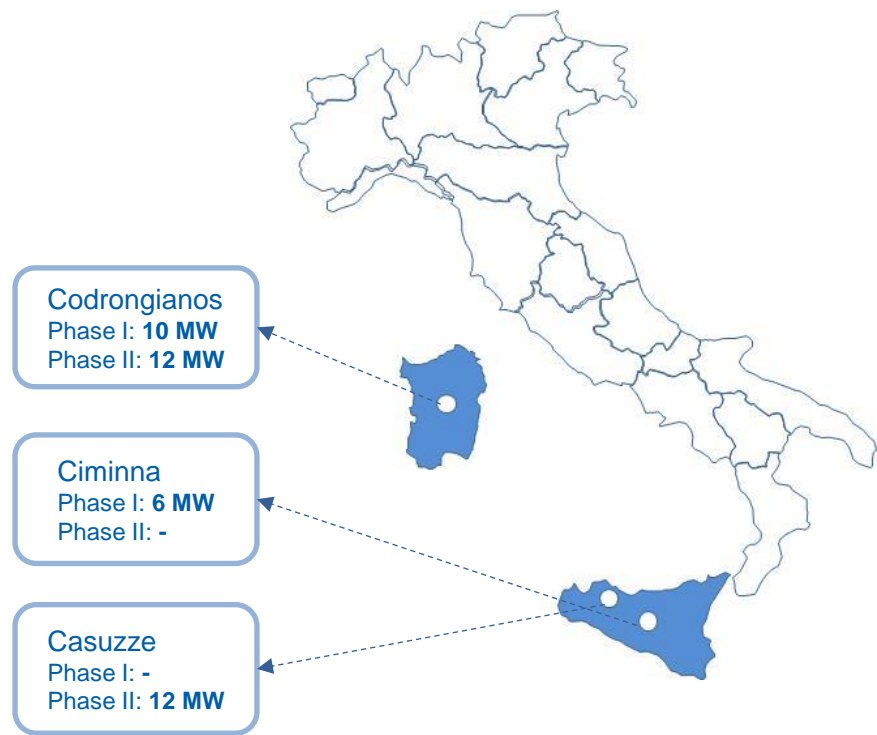 Codrongianos
Phase I: 10 MW
Phase II: 12 MW
Ciminna
Phase I: 6 MW
Phase II: -
Casuzze
Phase I: -
Phase II: 12 MW